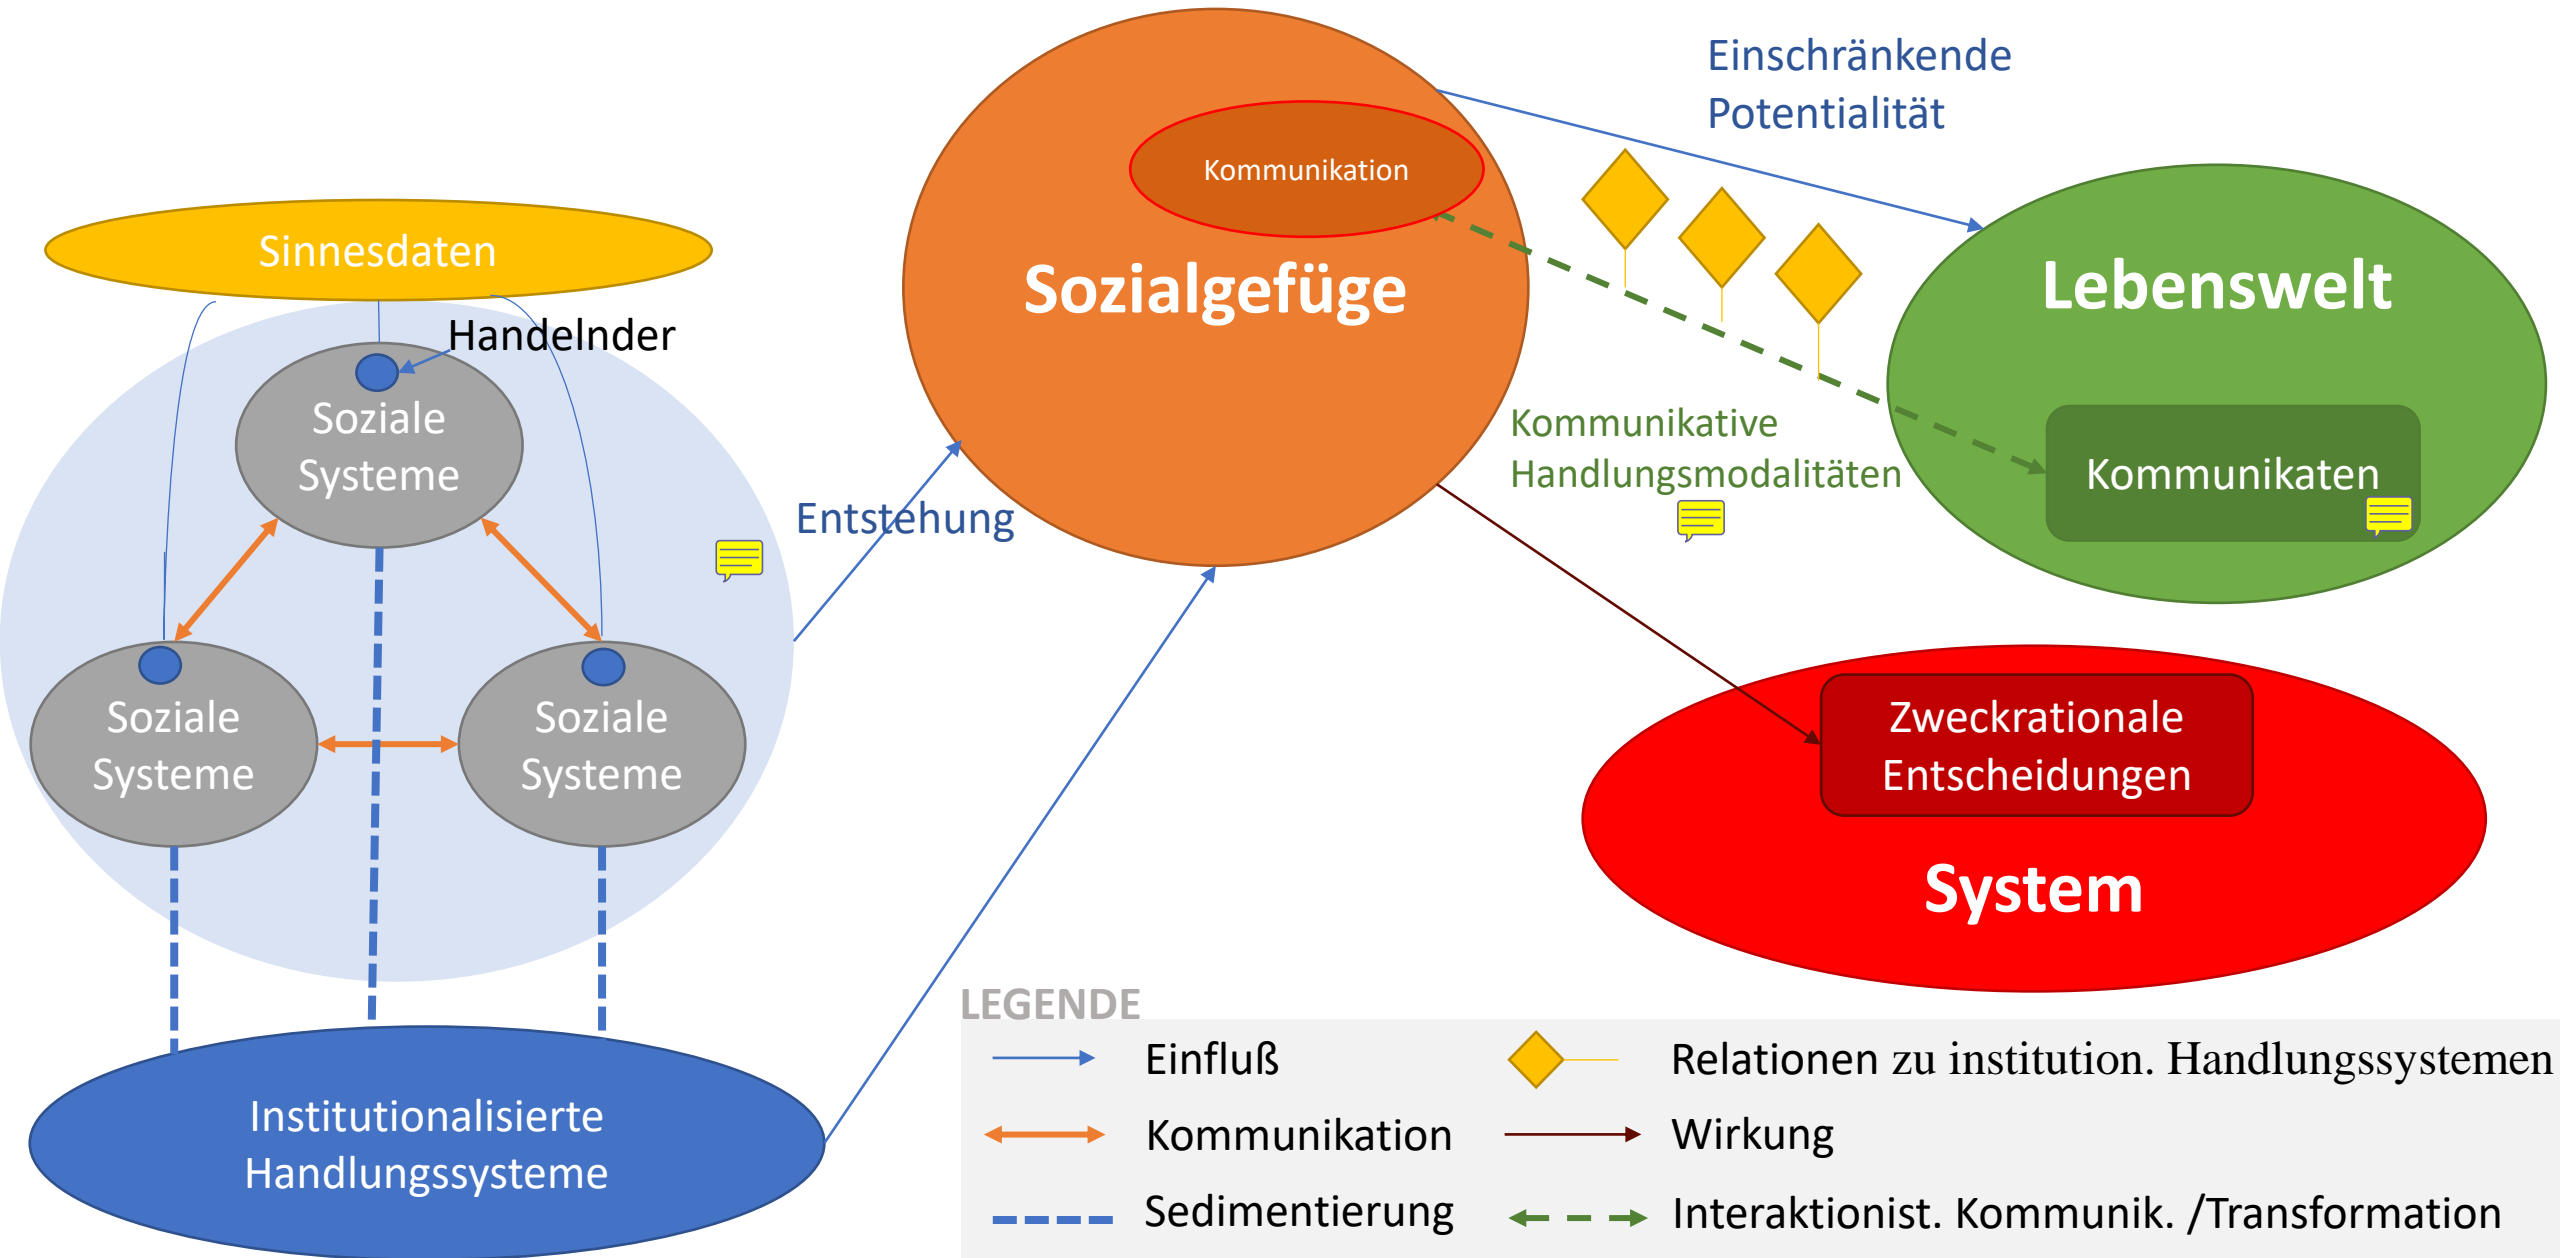 Sinnesdaten
Handelnder
Soziale
Systeme
Soziale
Systeme
Soziale
Systeme
Institutionalisierte
Handlungssysteme
Entstehung
Kommunikation
Sozialgefüge
Einschränkende
Potentialität
Kommunikative
Handlungsmodalitäten
Lebenswelt
Kommunikaten
Zweckrationale
Entscheidungen
System
LEGENDE
Einfluß
Relationen zu institution. Handlungssystemen
Kommunikation
Wirkung
Sedimentierung
Interaktionist. Kommunik. /Transformation